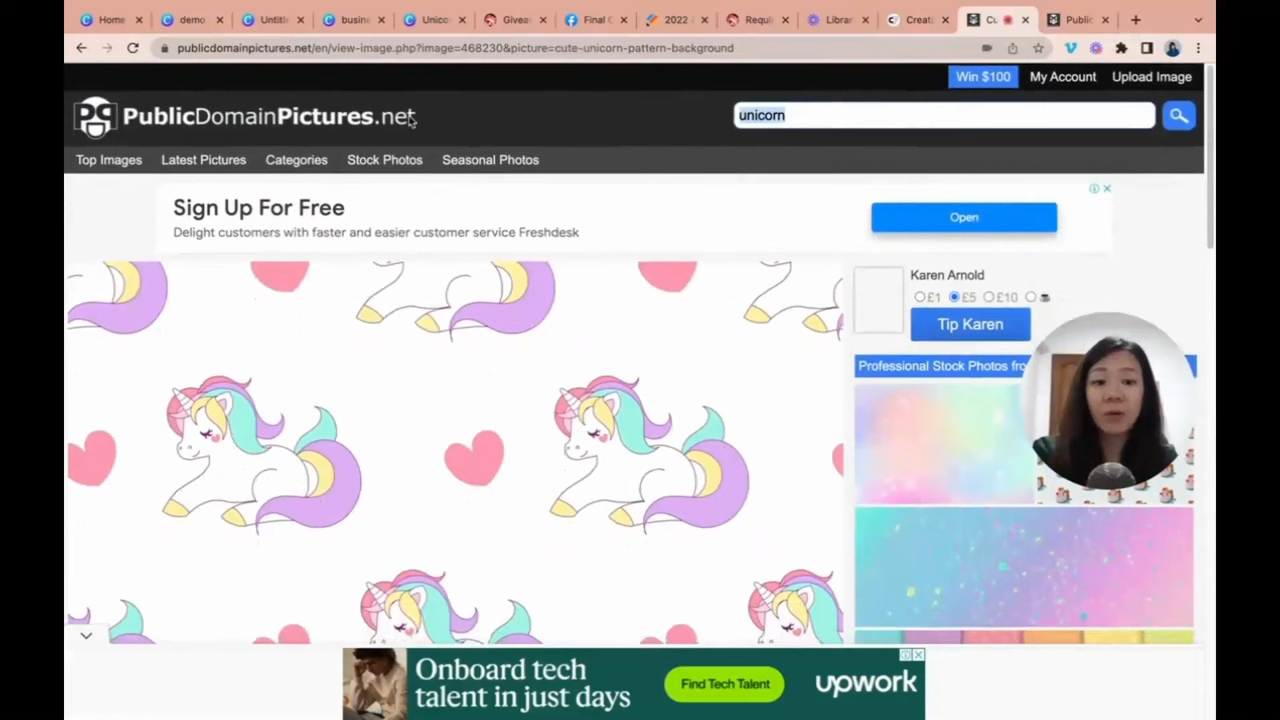 Home
demo
Untitle
busine
Unico
Givea
Final C
2022
Requi
Librar
Creati
Cu
Public
publicdomainpictures.net/en/view-image.php?image=468230&picture=cute-unicorn-pattern-background
Win $100
My Account
Upload Image
PublicDomainPictures.net
unicorn
Top Images
Latest Pictures
Categories
Stock Photos
Seasonal Photos
Sign Up For Free
Delight customers with faster and easier customer service Freshdesk
Open
Karen Arnold
£1
£5
£10
Tip Karen
Professional Stock Photos fro
Onboard tech
talent in just days
Find Tech Talent
upwork